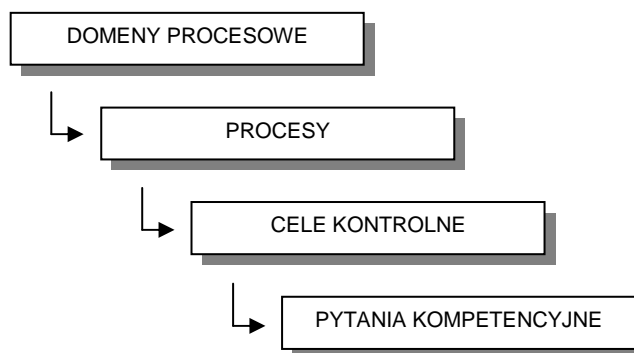 DOMENY PROCESOWE
PROCESY
CELE KONTROLNE
PYTANIA KOMPETENCYJNE